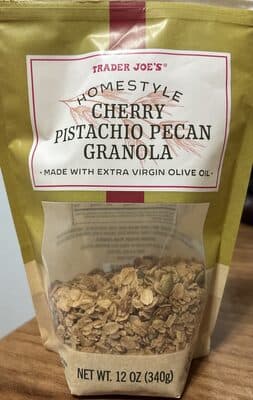 TRADER JOE'S®
HOMESTYLE
CHERRY
PISTACHIO PECAN
GRANOLA
• MADE WITH EXTRA VIRGIN OLIVE OIL •
NET WT. 12 OZ (340g)